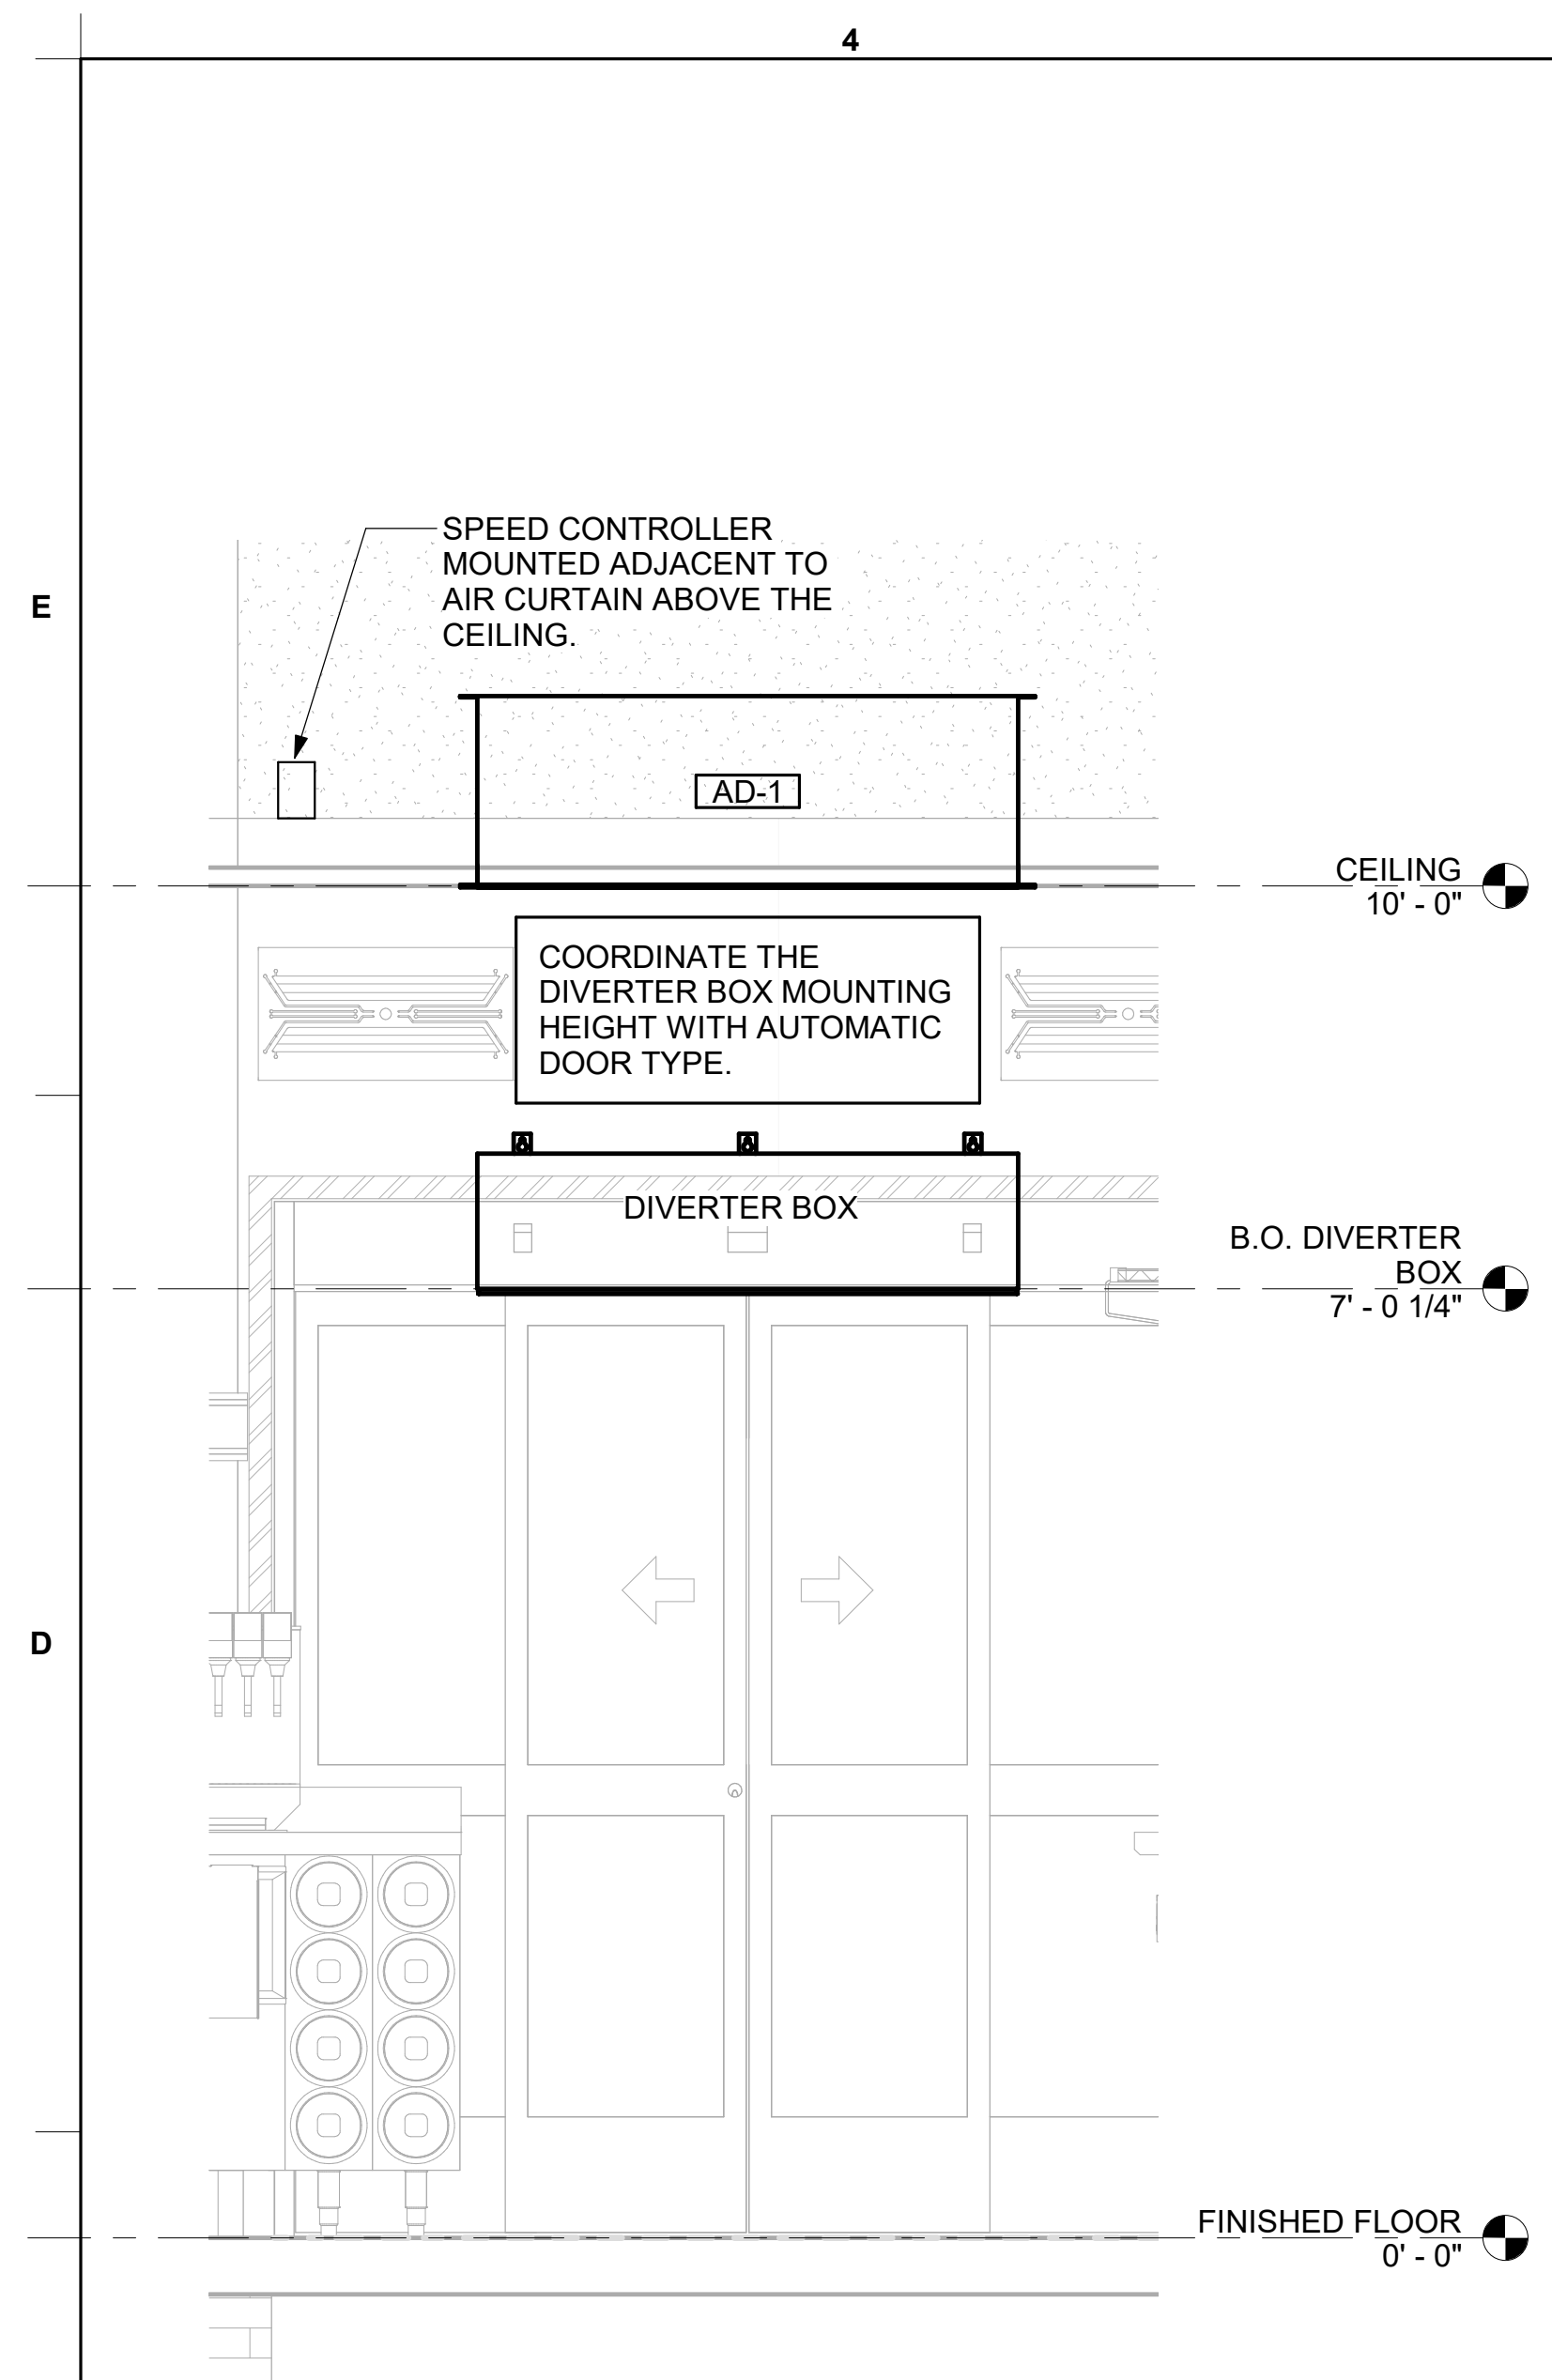 4
SPEED CONTROLLER
MOUNTED ADJACENT TO
AIR CURTAIN ABOVE THE
CEILING.
E
AD-1
CEILING
10' - 0"
COORDINATE THE
DIVERTER BOX MOUNTING
HEIGHT WITH AUTOMATIC
DOOR TYPE.
DIVERTER BOX
B.O. DIVERTER
BOX
7' - 0 1/4"
D
FINISHED FLOOR
0' - 0"